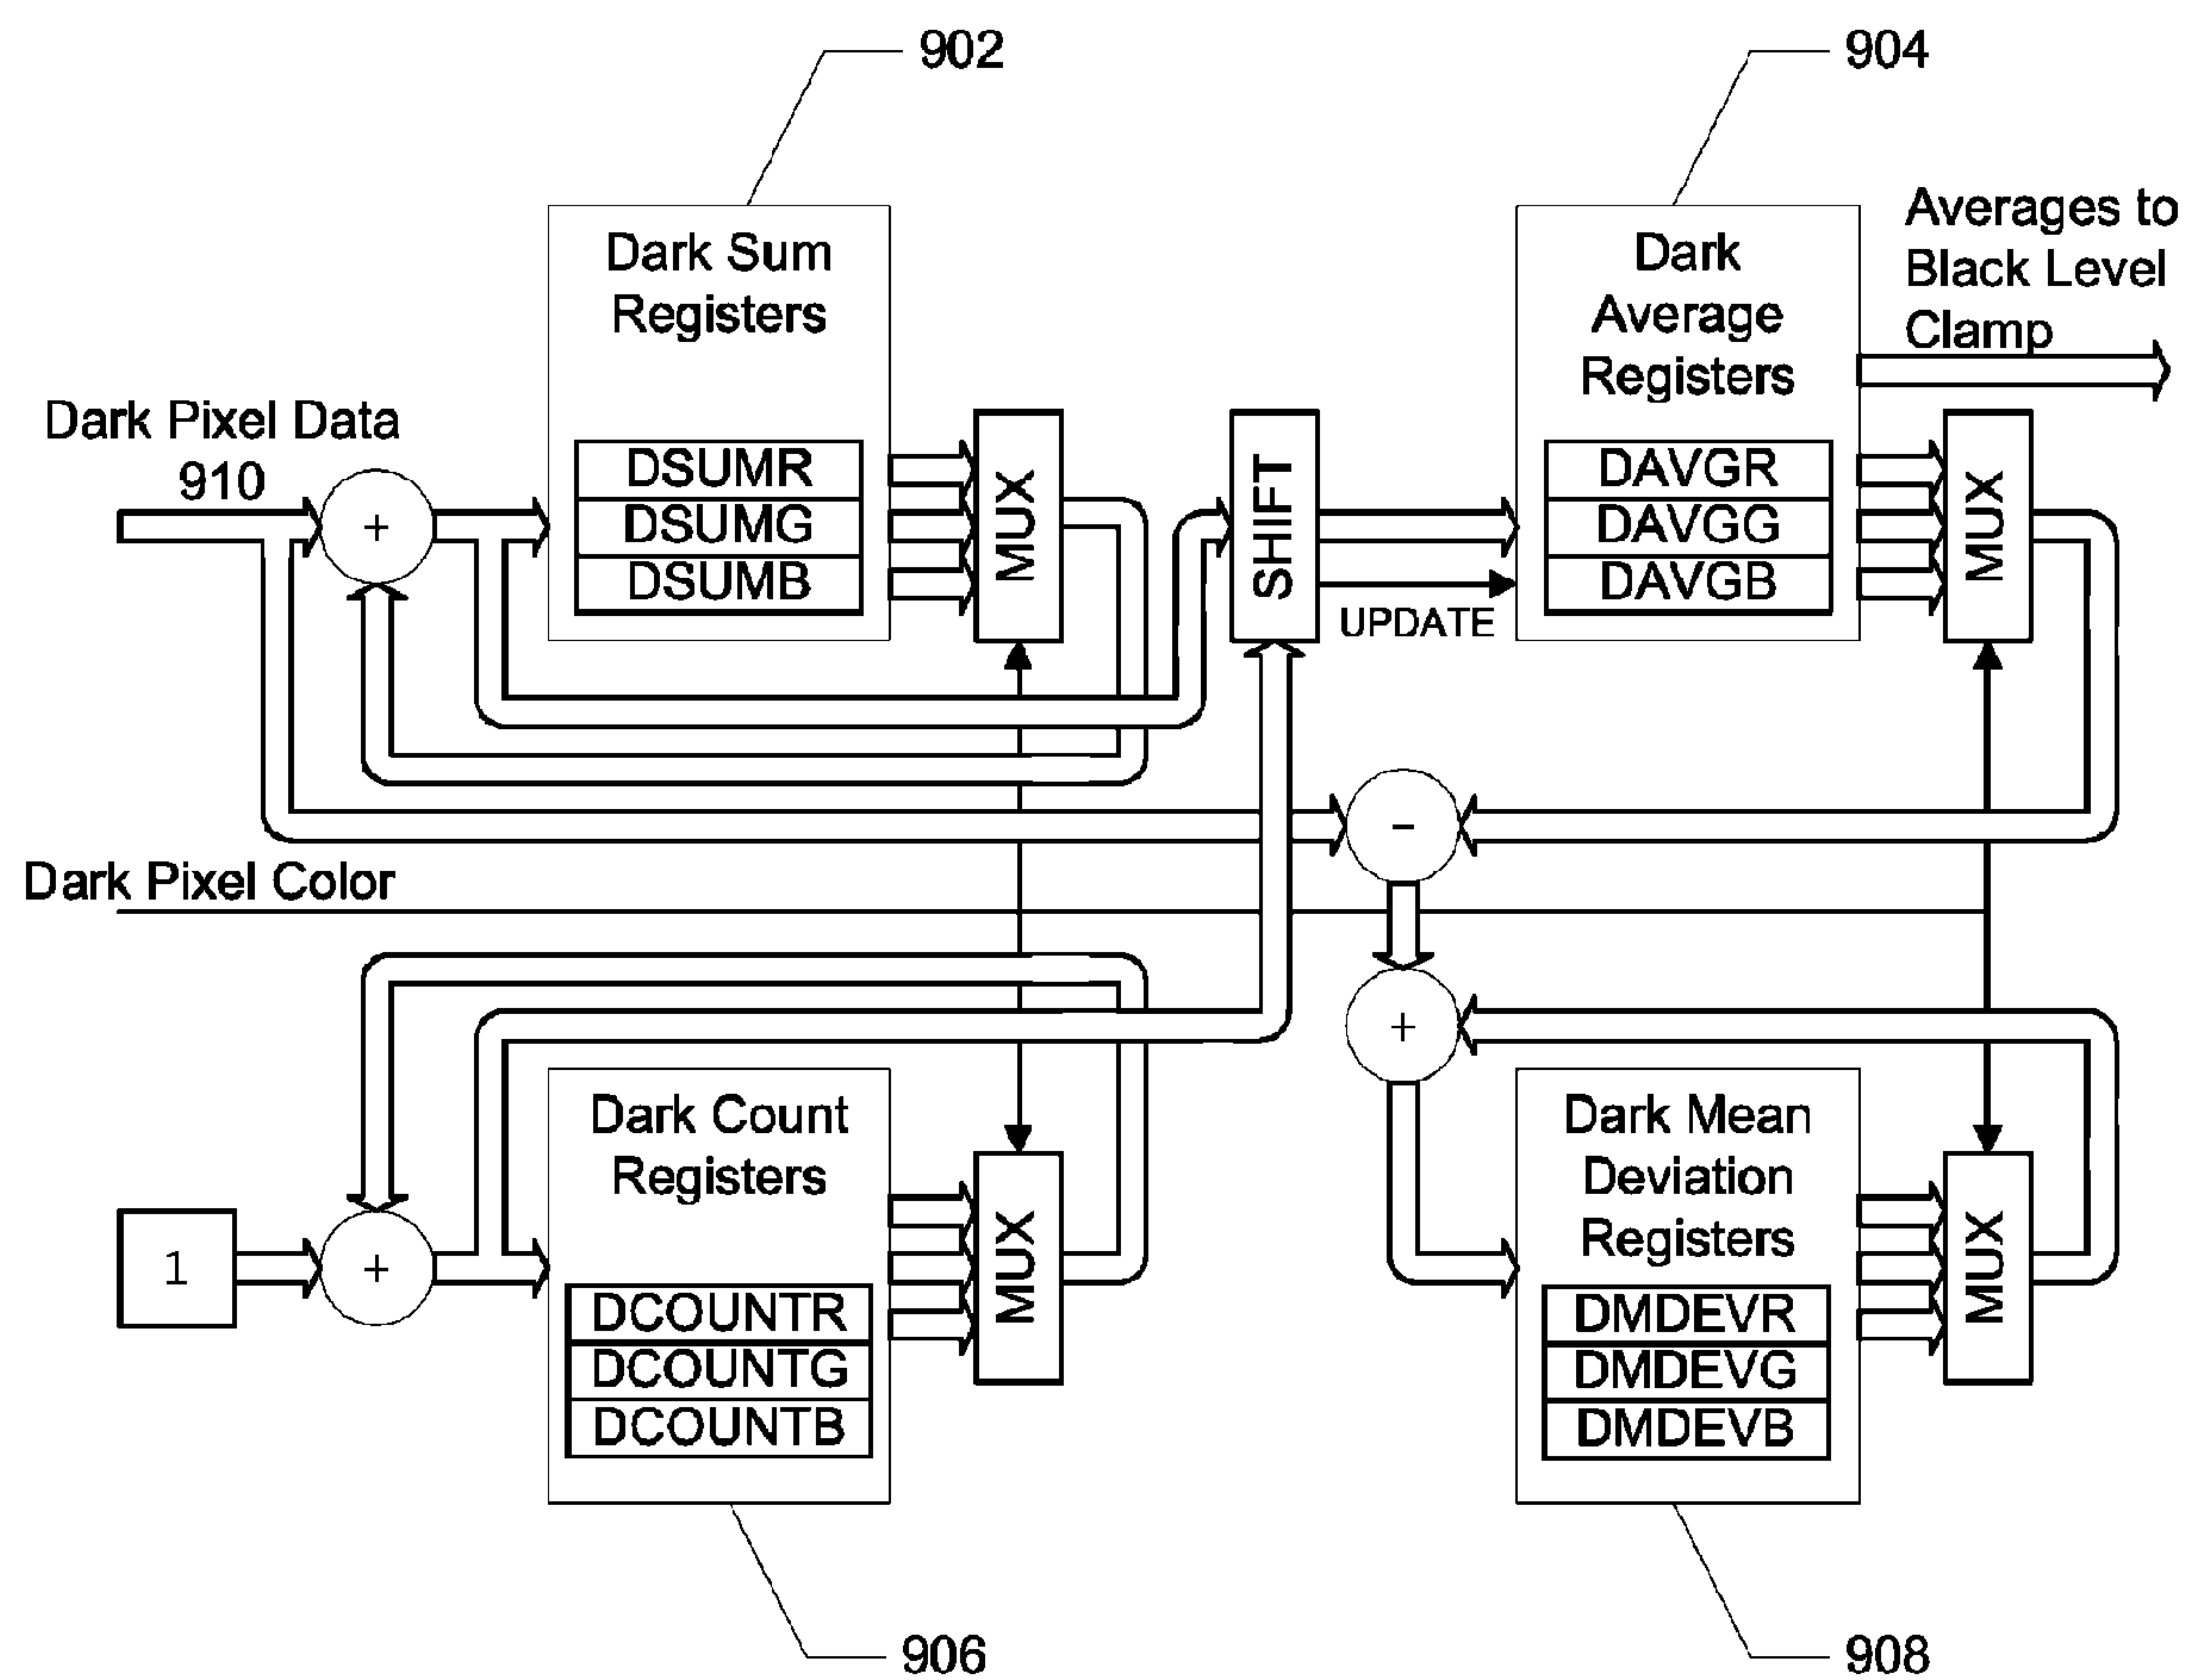 902
904
Dark Sum
Registers
Dark
Average
Registers
Averages to
Black Level
Clamp
Dark Pixel Data
910
+
DSUMR
DSUMG
DSUMB
MUX
SHIFT
UPDATE
DAVGR
DAVGG
DAVGB
MUX
-
Dark Pixel Color
+
Dark Count
Registers
Dark Mean
Deviation
Registers
1
+
DCOUNTR
DCOUNTG
DCOUNTB
MUX
DMDEVR
DMDEVG
DMDEVB
MUX
906
908